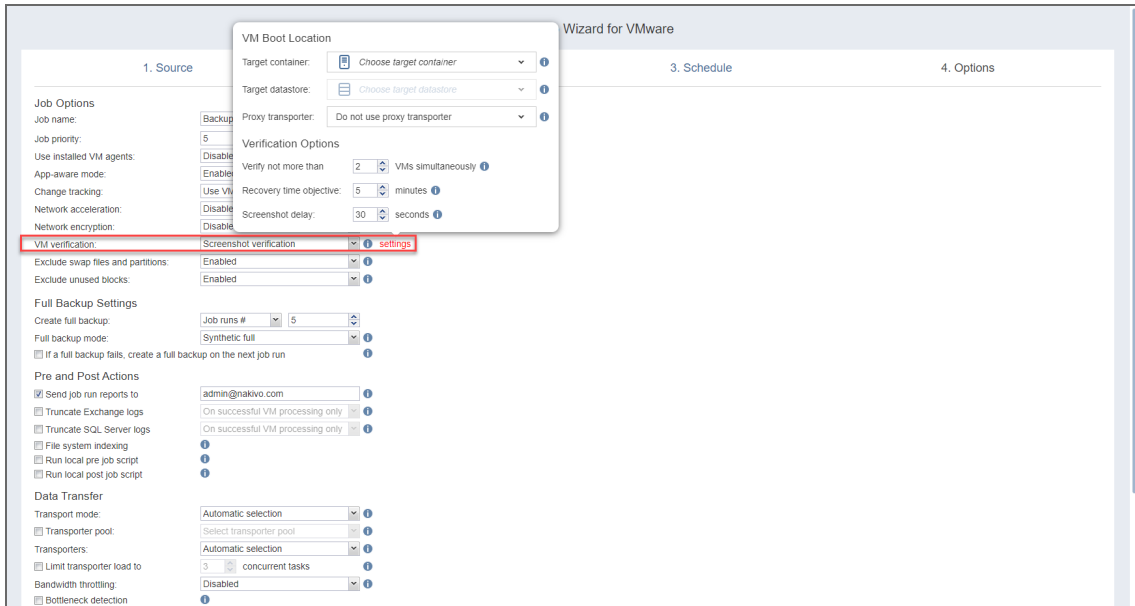 Wizard for VMware
1. Source
3. Schedule
4. Options
VM Boot Location
Target container: Choose target container
Target datastore: Choose target datastore
Proxy transporter: Do not use proxy transporter
Verification Options
Verify not more than 2 VMs simultaneously
Recovery time objective: 5 minutes
Screenshot delay: 30 seconds
Job Options
Job name: Backup
Job priority: 5
Use installed VM agents: Disable
App-aware mode: Enable
Change tracking: Use VM
Network acceleration: Disable
Network encryption: Disable
VM verification: Screenshot verification settings
Exclude swap files and partitions: Enabled
Exclude unused blocks: Enabled
Full Backup Settings
Create full backup: Job runs # 5
Full backup mode: Synthetic full
If a full backup fails, create a full backup on the next job run
Pre and Post Actions
Send job run reports to admin@nakivo.com
Truncate Exchange logs On successful VM processing only
Truncate SQL Server logs On successful VM processing only
File system indexing
Run local pre job script
Run local post job script
Data Transfer
Transport mode: Automatic selection
Transporter pool: Select transporter pool
Transporters: Automatic selection
Limit transporter load to 3 concurrent tasks
Bandwidth throttling: Disabled
Bottleneck detection